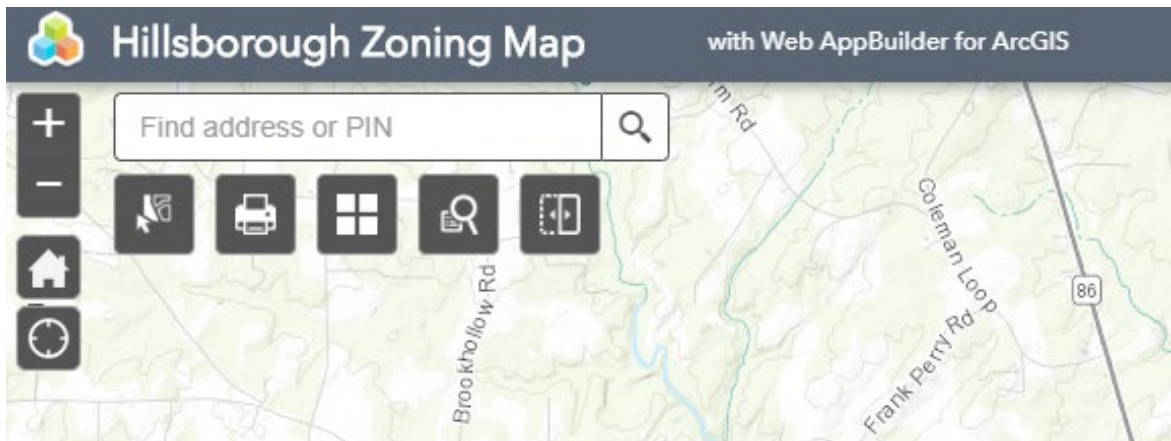 Hillsborough Zoning Map
with Web AppBuilder for ArcGIS
Find address or PIN
Rd
Coleman Loop
86
Brookhollow Rd
Frank Perry Rd